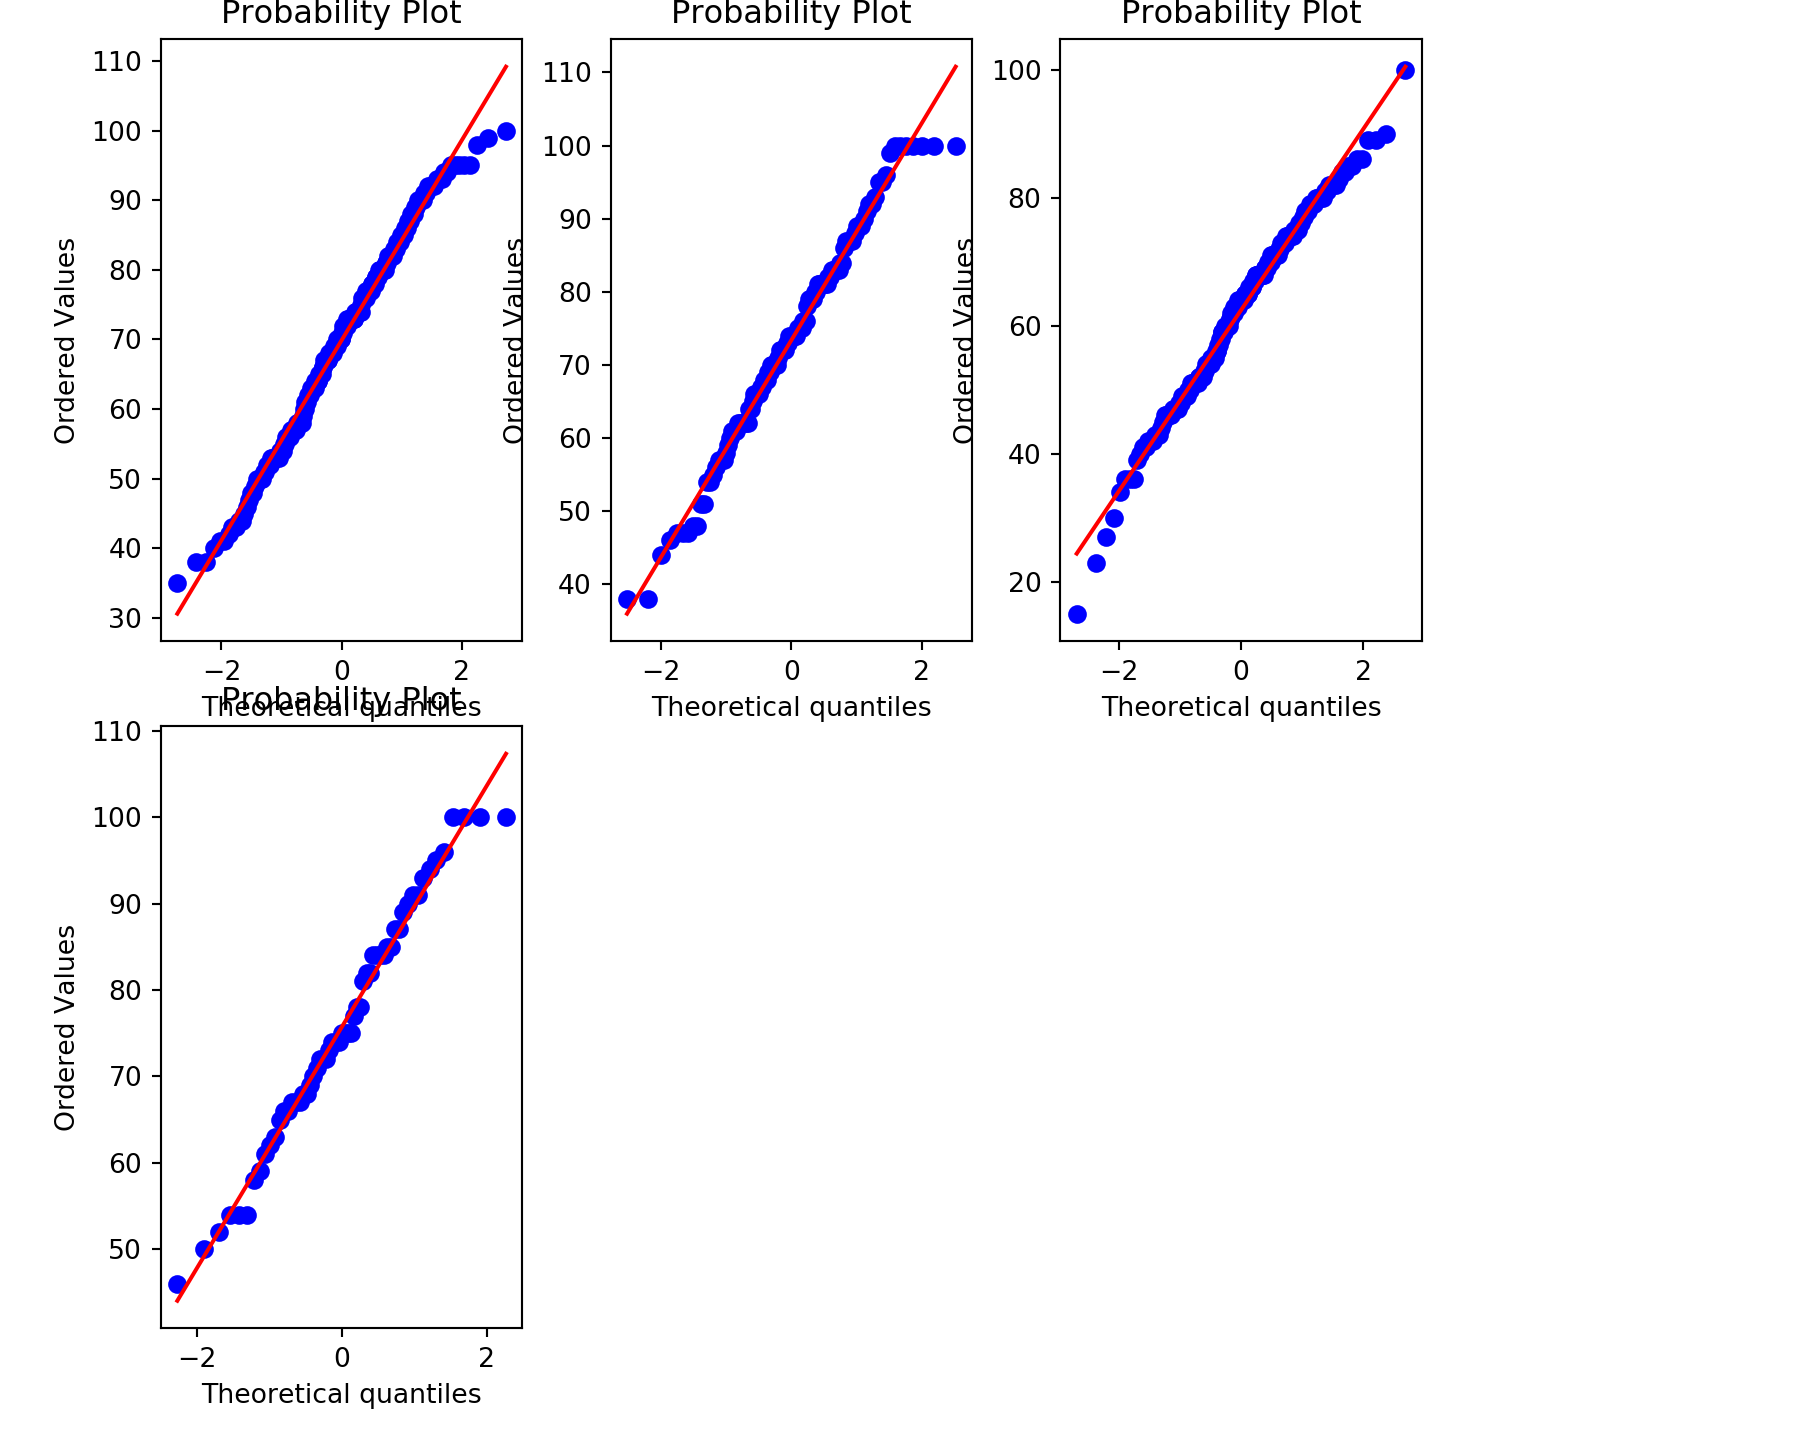 Probability Plot Probability Plot Probability Plot
110
100
90
80
70
60
50
40
30
Ordered Values
−2 0 2
Theoretical quantiles
110
100
90
80
70
60
50
40
Ordered Values
−2 0 2
Theoretical quantiles
100
80
60
40
20
Ordered Values
−2 0 2
Theoretical quantiles
Probability Plot
110
100
90
80
70
60
50
Ordered Values
−2 0 2
Theoretical quantiles